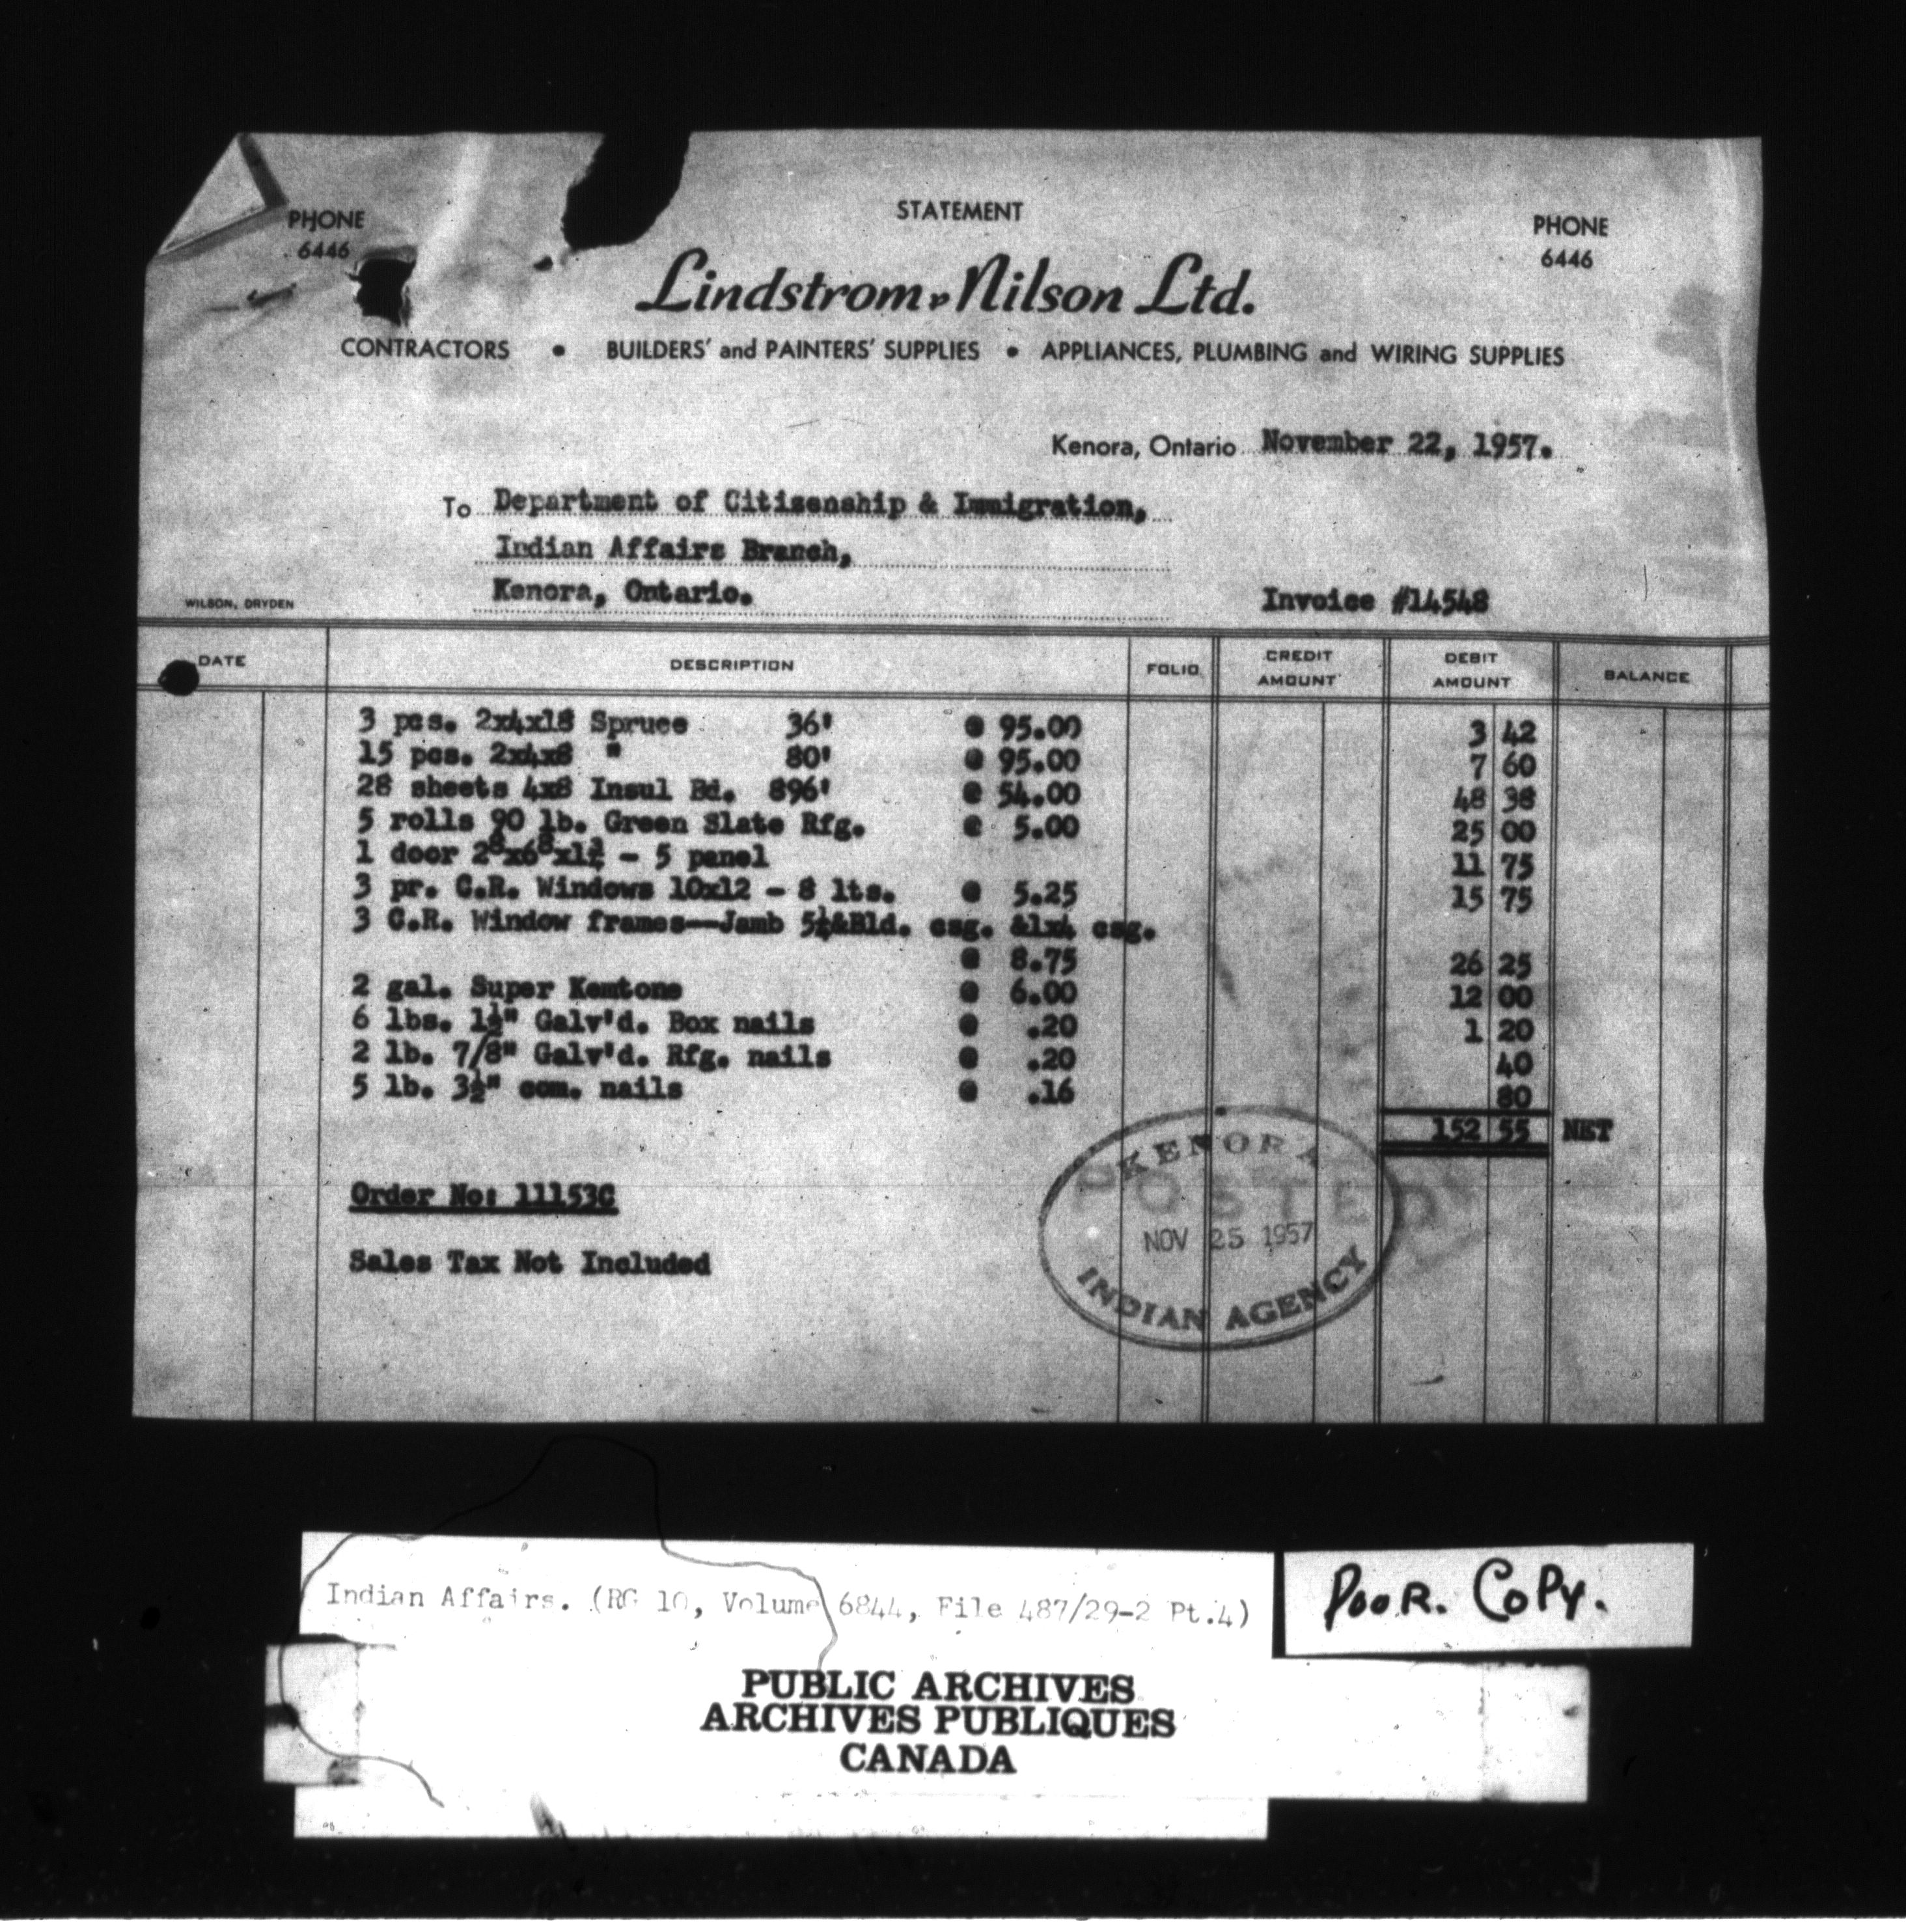 STATEMENT
PHONE
6446
PHONE
6446
Lindstrom & Nilson Ltd.
CONTRACTORS • BUILDERS' and PAINTERS' SUPPLIES • APPLIANCES, PLUMBING and WIRING SUPPLIES
Kenora, Ontario November 22, 1957.
To Department of Citizenship & Immigration,
Indian Affairs Branch,
Kenora, Ontario.
Invoice #14548
WILSON, DRYDEN
DATE DESCRIPTION FOLIO CREDIT AMOUNT DEBIT AMOUNT BALANCE
3 pcs. 2x4x18 Spruce 36' @ 95.00 3 42
15 pcs. 2x4x8 " 80' @ 95.00 7 60
28 sheets 4x8 Insul Bd. 896' @ 54.00 48 38
5 rolls 90 lb. Green Slate Rfg. @ 5.00 25 00
1 door 2⁸x6⁸x1¾ - 5 panel 11 75
3 pr. C.R. Windows 10x12 - 8 lts. @ 5.25 15 75
3 C.R. Window frames--Jamb 5¼&Bld. csg. &1x4 csg.
@ 8.75 26 25
2 gal. Super Kemtone @ 6.00 12 00
6 lbs. 1½" Galv'd. Box nails @ .20 1 20
2 lb. 7/8" Galv'd. Rfg. nails @ .20 40
5 lb. 3½" com. nails @ .16 80
152 55 NET
Order No: 11153C
Sales Tax Not Included
KENORA
POSTED
NOV 25 1957
INDIAN AGENCY
Indian Affairs. (RG 10, Volume 6844, File 487/29-2 Pt.4)
POOR. COPY.
PUBLIC ARCHIVES
ARCHIVES PUBLIQUES
CANADA